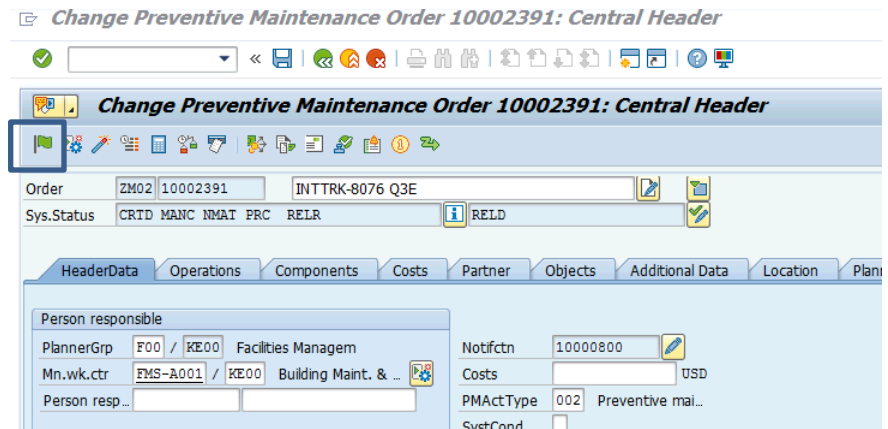 Change Preventive Maintenance Order 10002391: Central Header
Change Preventive Maintenance Order 10002391: Central Header
Order ZM02 10002391 INTTRK-8076 Q3E
Sys.Status CRTD MANC NMAT PRC RELR RELD
HeaderData Operations Components Costs Partner Objects Additional Data Location Plann
Person responsible
PlannerGrp F00 / KE00 Facilities Managem Notifctn 10000800
Mn.wk.ctr FMS-A001 / KE00 Building Maint. & ... Costs USD
Person resp... PMActType 002 Preventive mai...
SystCond